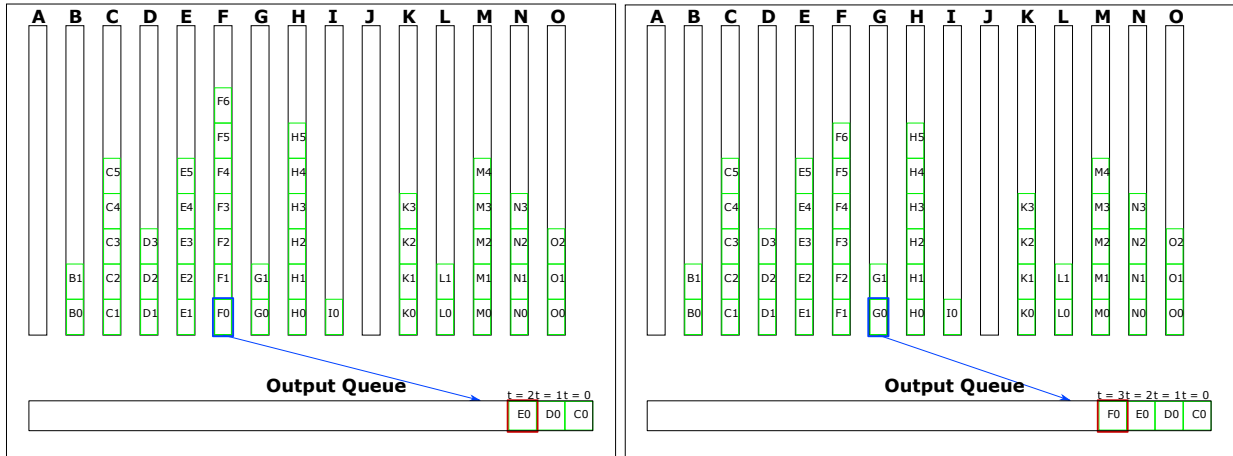 A B C D E F G H I J K L M N O
F6
F5 H5
C5 E5 F4 H4 M4
C4 E4 F3 H3 K3 M3 N3
C3 D3 E3 F2 H2 K2 M2 N2 O2
B1 C2 D2 E2 F1 G1 H1 K1 L1 M1 N1 O1
B0 C1 D1 E1 F0 G0 H0 I0 K0 L0 M0 N0 O0
Output Queue
t = 2 t = 1 t = 0
E0 D0 C0
A B C D E F G H I J K L M N O
F6 H5
C5 E5 F5 H4 M4
C4 E4 F4 H3 K3 M3 N3
C3 D3 E3 F3 H2 K2 M2 N2 O2
B1 C2 D2 E2 F2 G1 H1 K1 L1 M1 N1 O1
B0 C1 D1 E1 F1 G0 H0 I0 K0 L0 M0 N0 O0
Output Queue
t = 3 t = 2 t = 1 t = 0
F0 E0 D0 C0